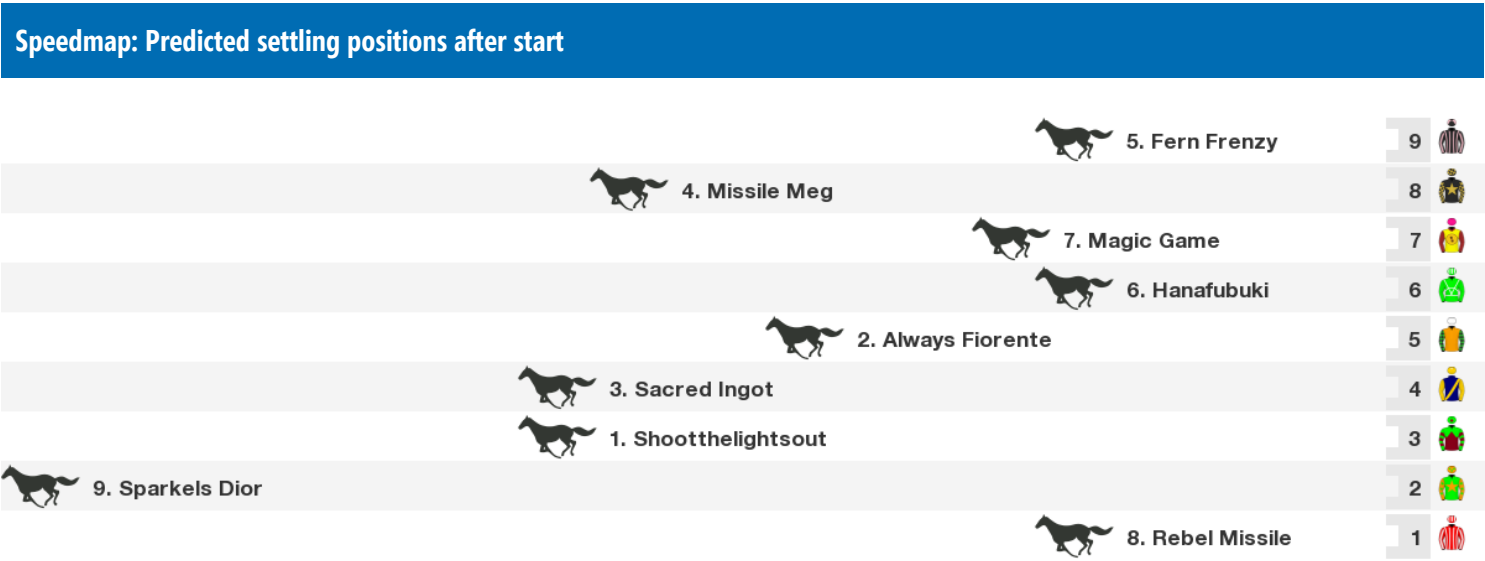 Speedmap: Predicted settling positions after start
5. Fern Frenzy 9
4. Missile Meg 8
7. Magic Game 7
6. Hanafubuki 6
2. Always Fiorente 5
3. Sacred Ingot 4
1. Shootthelightsout 3
9. Sparkels Dior 2
8. Rebel Missile 1